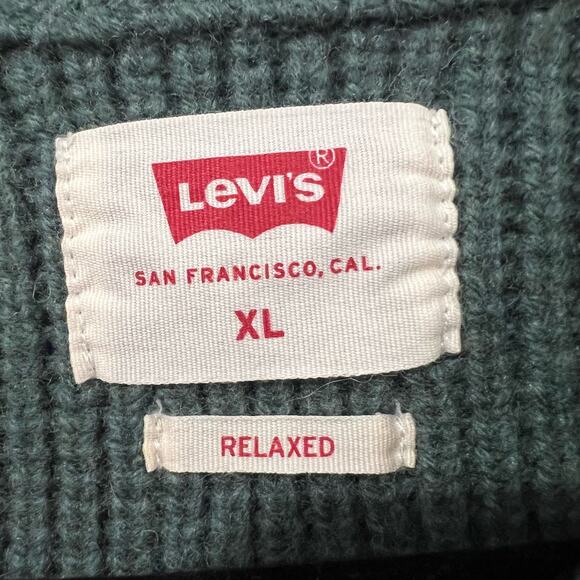 LEVI'S ®
SAN FRANCISCO, CAL.
XL
RELAXED